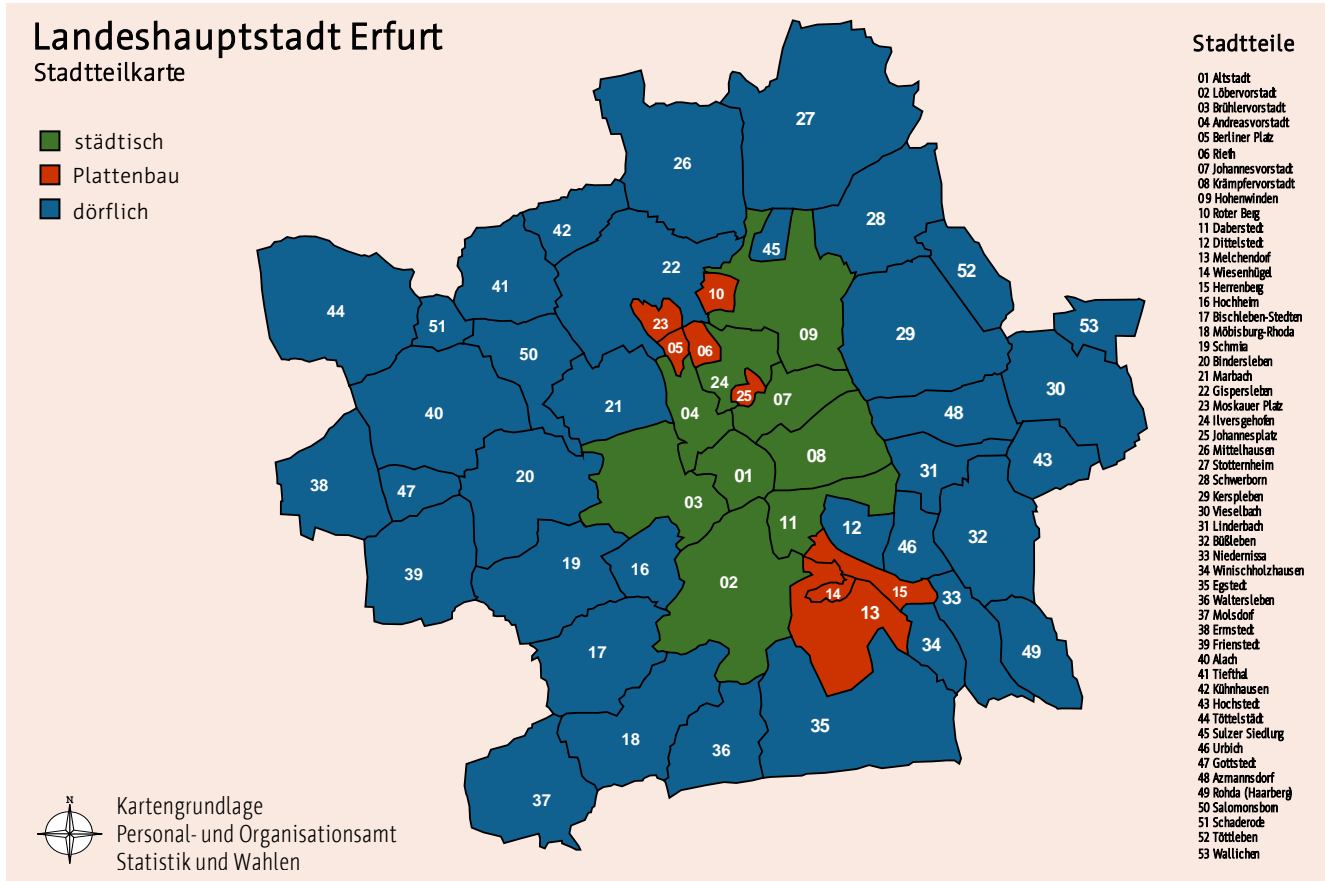 Landeshauptstadt Erfurt
Stadtteilkarte
städtisch
Plattenbau
dörflich
27
26
28
42
45
22
52
41
10
44
51
23
53
09
29
05
06
50
24
30
25
07
21
04
40
48
08
43
31
01
20
38
47
03
11
12
32
46
19
16
39
02
14
15
33
13
34
49
17
35
18
36
37
N
Kartengrundlage
Personal- und Organisationsamt
Statistik und Wahlen
Stadtteile
01 Altstadt
02 Löbervorstadt
03 Brühlervorstadt
04 Andreasvorstadt
05 Berliner Platz
06 Rieth
07 Johannesvorstadt
08 Krämpfervorstadt
09 Hohenwinden
10 Roter Berg
11 Daberstedt
12 Dittelstedt
13 Melchendorf
14 Wiesenhügel
15 Herrenberg
16 Hochheim
17 Bischleben-Stedten
18 Möbisburg-Rhoda
19 Schmira
20 Bindersleben
21 Marbach
22 Gispersleben
23 Moskauer Platz
24 Ilversgehofen
25 Johannesplatz
26 Mittelhausen
27 Stotternheim
28 Schwerborn
29 Kerspleben
30 Vieselbach
31 Linderbach
32 Büßleben
33 Niedernissa
34 Winischholzhausen
35 Egstedt
36 Waltersleben
37 Molsdorf
38 Ermstedt
39 Frienstedt
40 Alach
41 Tiefthal
42 Kühnhausen
43 Hochstedt
44 Töttelstädt
45 Sulzer Siedlung
46 Urbich
47 Gottstedt
48 Azmannsdorf
49 Rohda (Haarberg)
50 Salomonsborn
51 Schaderode
52 Töttleben
53 Wallichen